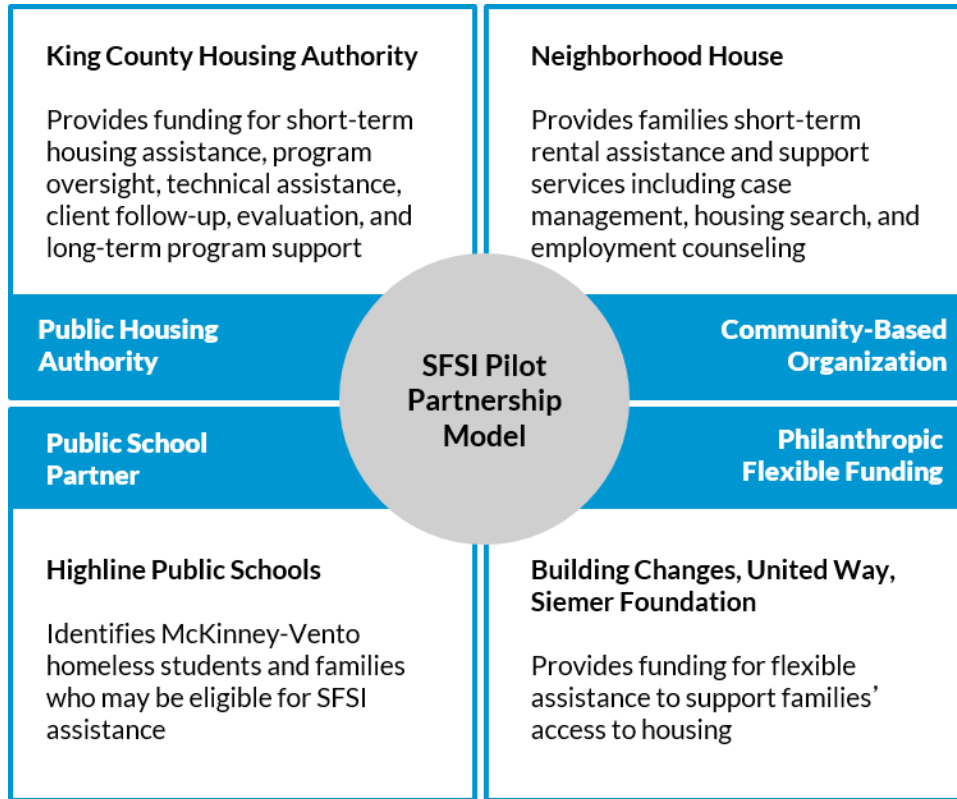 King County Housing Authority
Provides funding for short-term
housing assistance, program
oversight, technical assistance,
client follow-up, evaluation, and
long-term program support
Public Housing
Authority
Neighborhood House
Provides families short-term
rental assistance and support
services including case
management, housing search, and
employment counseling
Community-Based
Organization
SFSI Pilot
Partnership
Model
Public School
Partner
Highline Public Schools
Identifies McKinney-Vento
homeless students and families
who may be eligible for SFSI
assistance
Philanthropic
Flexible Funding
Building Changes, United Way,
Siemer Foundation
Provides funding for flexible
assistance to support families’
access to housing